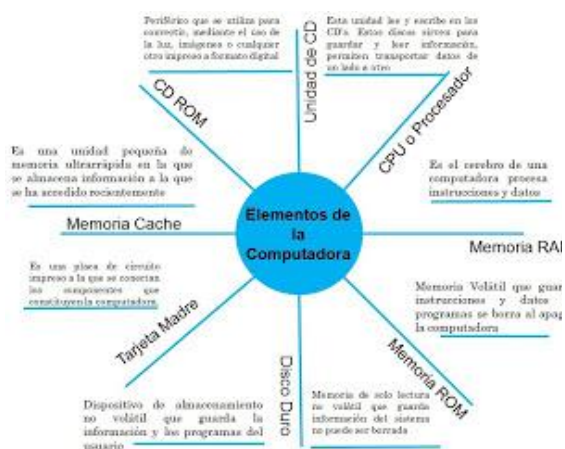 Periférico que se utiliza para
convertir, mediante el uso de
la luz, imágenes o cualquier
otro impreso a formato digital
CD ROM
Unidad de CD
Esta unidad lee y escribe en los
CD's. Estos discos sirven para
guardar y leer información,
permiten transportar datos de
un lado a otro
CPU o Procesador
Es el cerebro de una
computadora procesa
instrucciones y datos
Memoria RA
Memoria Volátil que guar
instrucciones y datos
programas se borra al apag
la computadora
Memoria ROM
Memoria de solo lectura
no volátil que guarda
información del sistema
no puede ser borrada
Disco Duro
Dispositivo de almacenamiento
no volátil que guarda la
información y los programas del
usuario
Tarjeta Madre
Es una placa de circuito
impreso a la que se conectan
los componentes que
constituyen la computadora.
Memoria Cache
Es una unidad pequeña de
memoria ultrarrápida en la que
se almacena información a la que
se ha accedido recientemente
Elementos de
la
Computadora